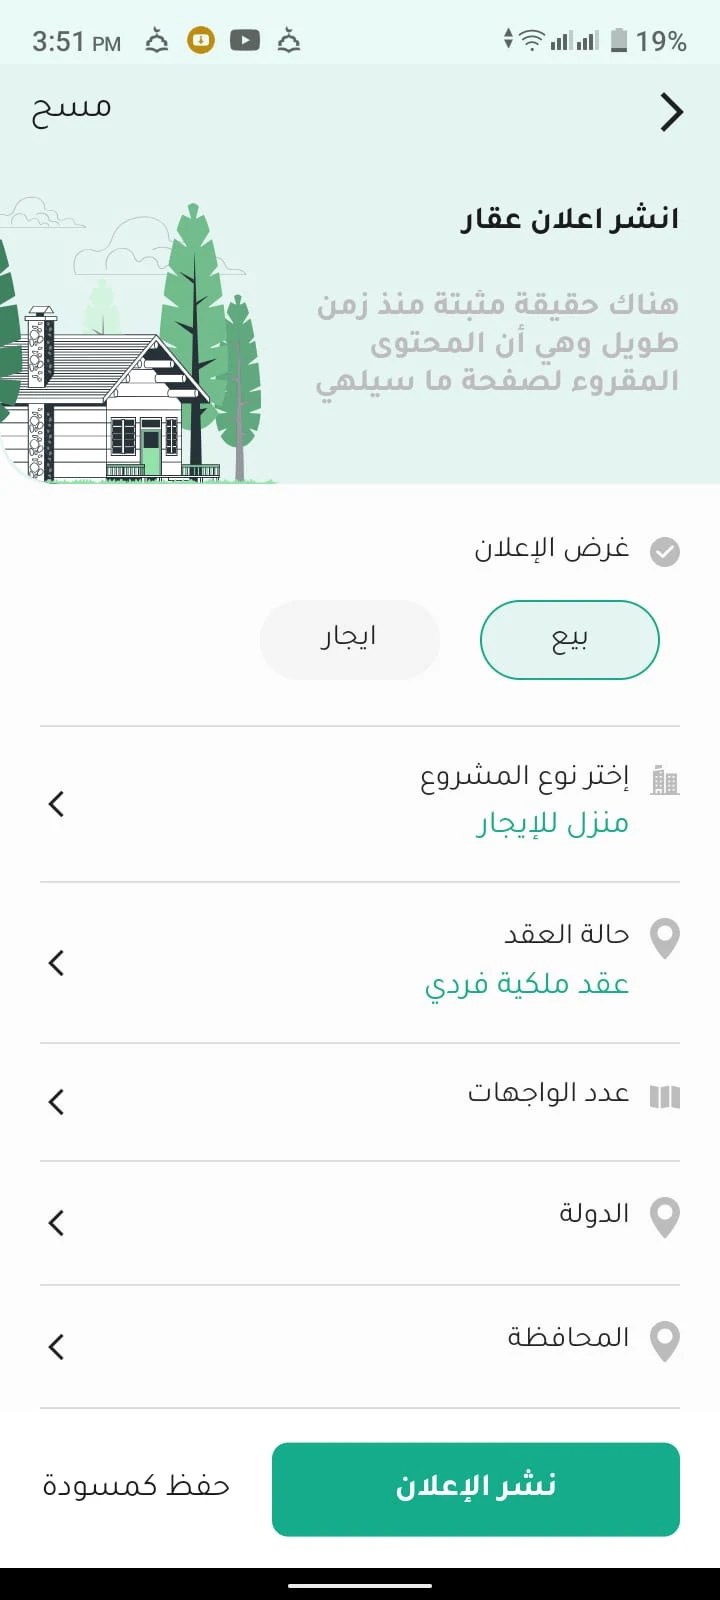 3:51 PM
19%
مسح
انشر اعلان عقار
هناك حقيقة مثبتة منذ زمن
طويل وهي أن المحتوى
المقروء لصفحة ما سيلهي
غرض الإعلان
بيع
ايجار
إختر نوع المشروع
منزل للإيجار
حالة العقد
عقد ملكية فردي
عدد الواجهات
الدولة
المحافظة
نشر الإعلان
حفظ كمسودة